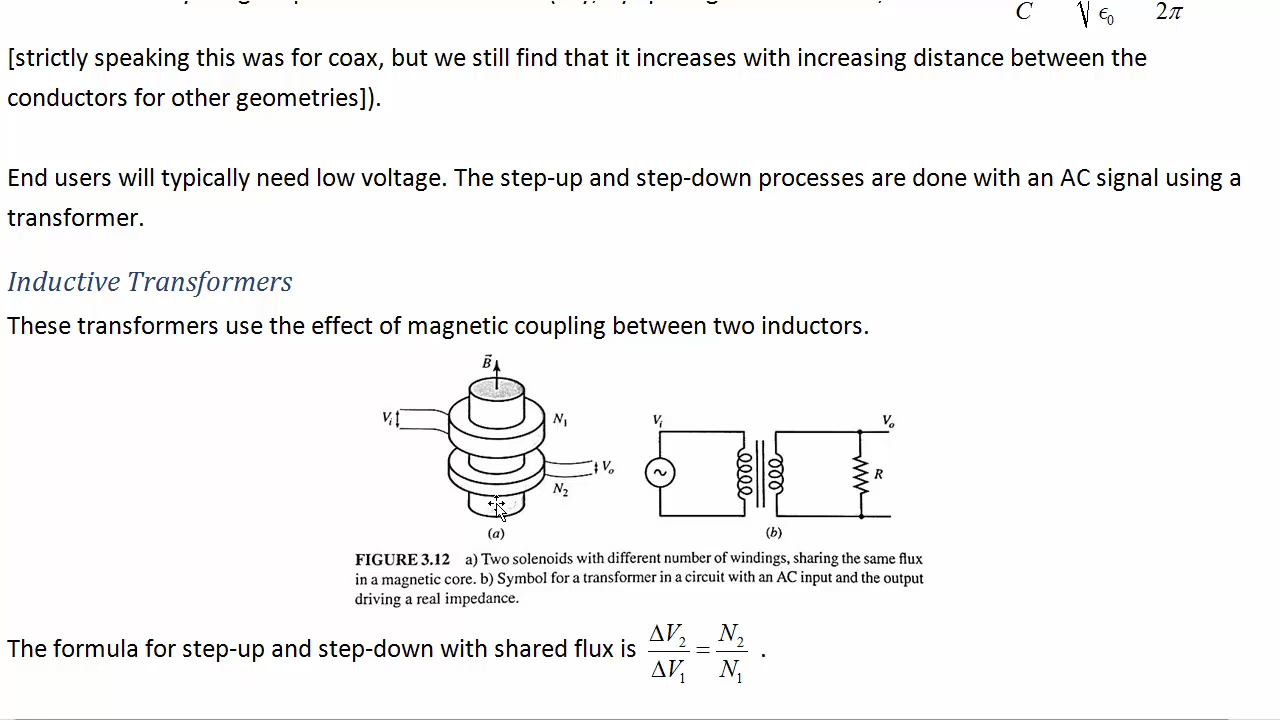 C √ ϵ0 2π
[strictly speaking this was for coax, but we still find that it increases with increasing distance between the
conductors for other geometries]).
End users will typically need low voltage. The step-up and step-down processes are done with an AC signal using a
transformer.
Inductive Transformers
These transformers use the effect of magnetic coupling between two inductors.
B⃗
Vi N1 Vi Vo
Vo R
N2
(a) (b)
FIGURE 3.12 a) Two solenoids with different number of windings, sharing the same flux
in a magnetic core. b) Symbol for a transformer in a circuit with an AC input and the output
driving a real impedance.
The formula for step-up and step-down with shared flux is ΔV2/ΔV1 = N2/N1 .